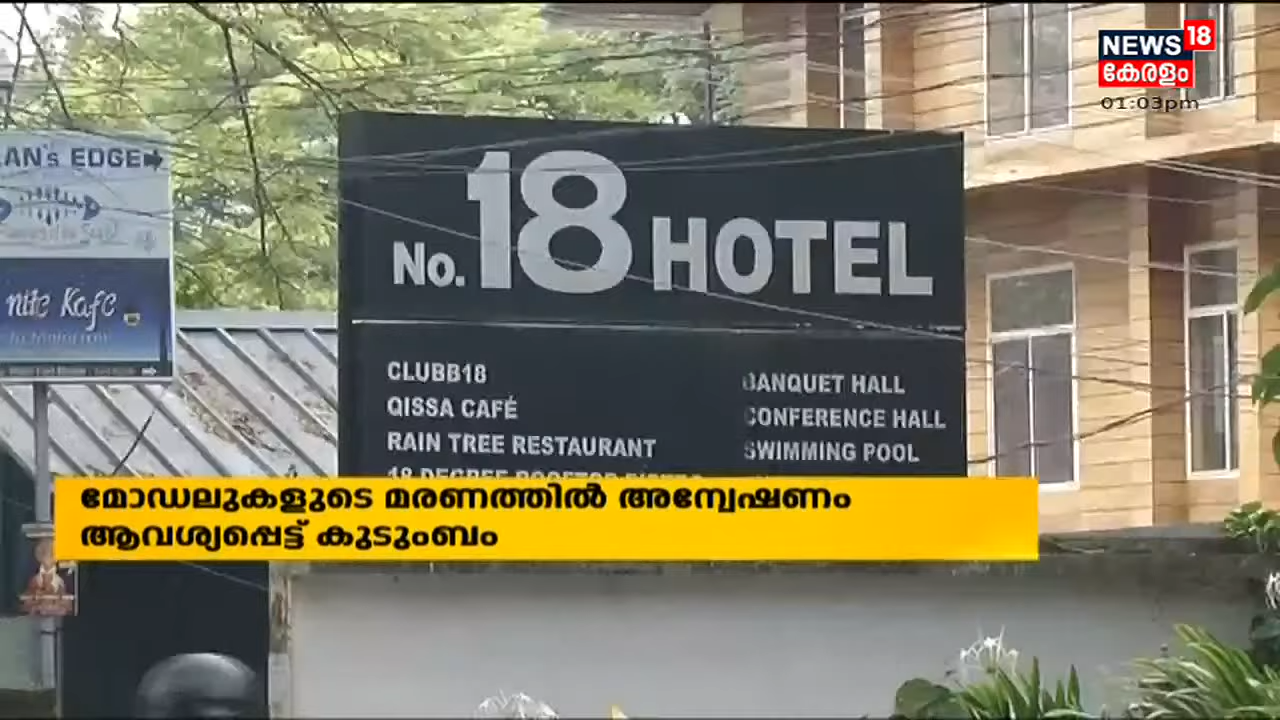 NEWS 18
കേരളം
01:03pm
EDGE
nite Kafe
No. 18 HOTEL
CLUBB18
QISSA CAFÉ
RAIN TREE RESTAURANT
BANQUET HALL
CONFERENCE HALL
SWIMMING POOL
മോഡലുകളുടെ മരണത്തിൽ അന്വേഷണം
ആവശ്യപ്പെട്ട് കുടുംബം